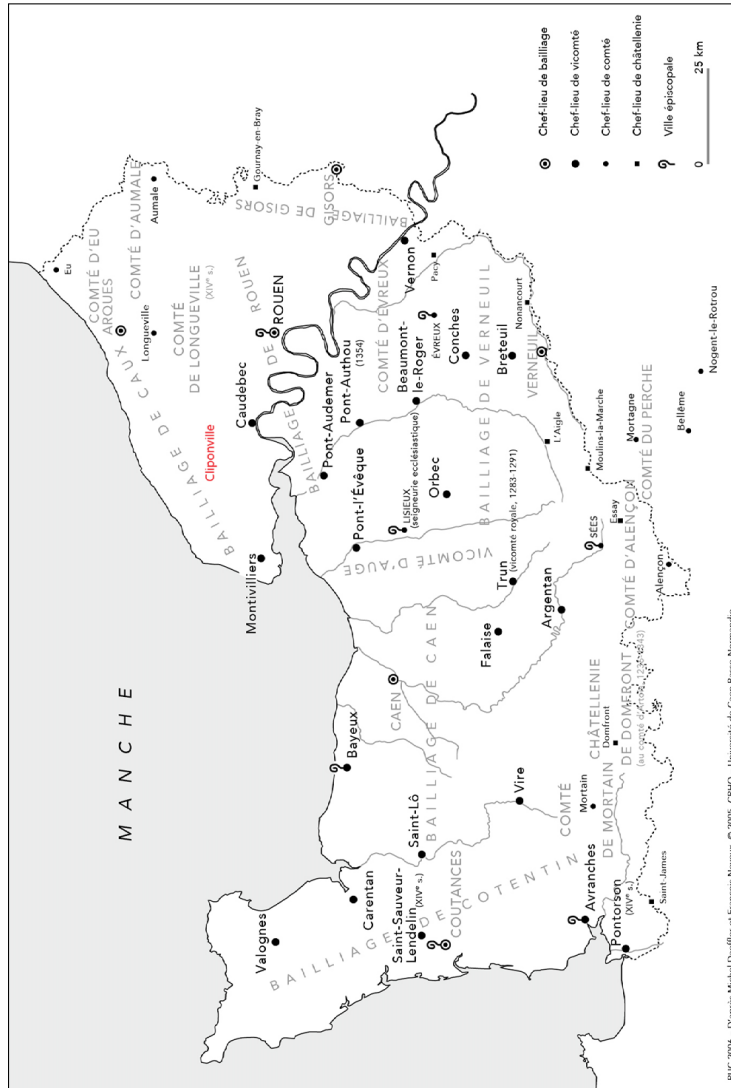 MANCHE
Eu
COMTÉ D'EU
ARQUES
COMTÉ D'AUMALE
Aumale
Longueville
COMTÉ
DE LONGUEVILLE
(XIVᵉ s.)
BAILLIAGE DE CAUX
Cliponville
Caudebec
Montivilliers
Gournay-en-Bray
GISORS
BAILLIAGE DE GISORS
ROUEN
BAILLIAGE DE ROUEN
Pont-Audemer
Pont-Authou
(1354)
Pont-l'Évêque
LISIEUX
(seigneurie ecclésiastique)
Orbec
VICOMTÉ D'AUGE
COMTÉ D'ÉVREUX
Beaumont-
le-Roger
ÉVREUX
Vernon
Pacy
Conches
Breteuil
BAILLIAGE DE VERNEUIL
VERNEUIL
Nonancourt
L'Aigle
Moulins-la-Marche
Mortagne
COMTÉ DU PERCHE
Bellême
Nogent-le-Rotrou
Trun
(vicomté royale, 1283-1291)
Argentan
Falaise
SÉES
Essay
COMTÉ D'ALENÇON
Alençon
CAEN
BAILLIAGE DE CAEN
Bayeux
Saint-Lô
Vire
CHÂTELLENIE
Domfront
DE DOMFRONT
COMTÉ
Mortain
DE MORTAIN
Valognes
Carentan
Saint-Sauveur-
Lendelin
(XIVᵉ s.)
COUTANCES
BAILLIAGE DE COTENTIN
Avranches
Pontorson
(XIVᵉ s.)
Saint-James
Chef-lieu de bailliage
Chef-lieu de vicomté
Chef-lieu de comté
Chef-lieu de châtellenie
Ville épiscopale
0 25 km